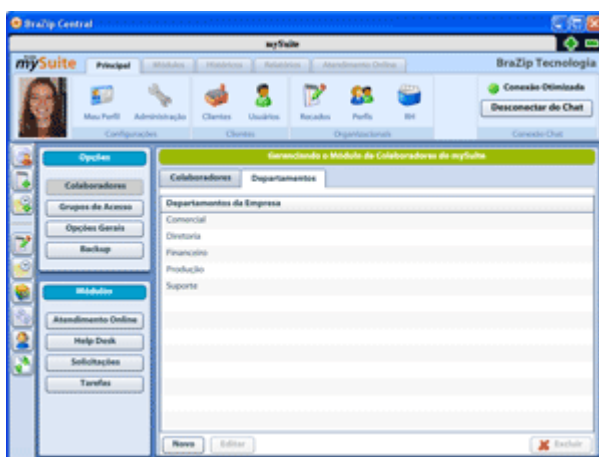 BraZip Central
mySuite
mySuite Principal Módulos Históricos Relatórios Atendimento Online BraZip Tecnologia
Conexão Otimizada
Desconectar do Chat
Meu Perfil Administração Clientes Usuários Recados Perfis RH
Configurações Clientes Organizacionais Conexão Chat
Opções
Colaboradores
Grupos de Acesso
Opções Gerais
Backup
Módulos
Atendimento Online
Help Desk
Solicitações
Tarefas
Gerenciando o Módulo de Colaboradores do mySuite
Colaboradores Departamentos
Departamentos da Empresa
Comercial
Diretoria
Financeiro
Produção
Suporte
Novo Editar Excluir